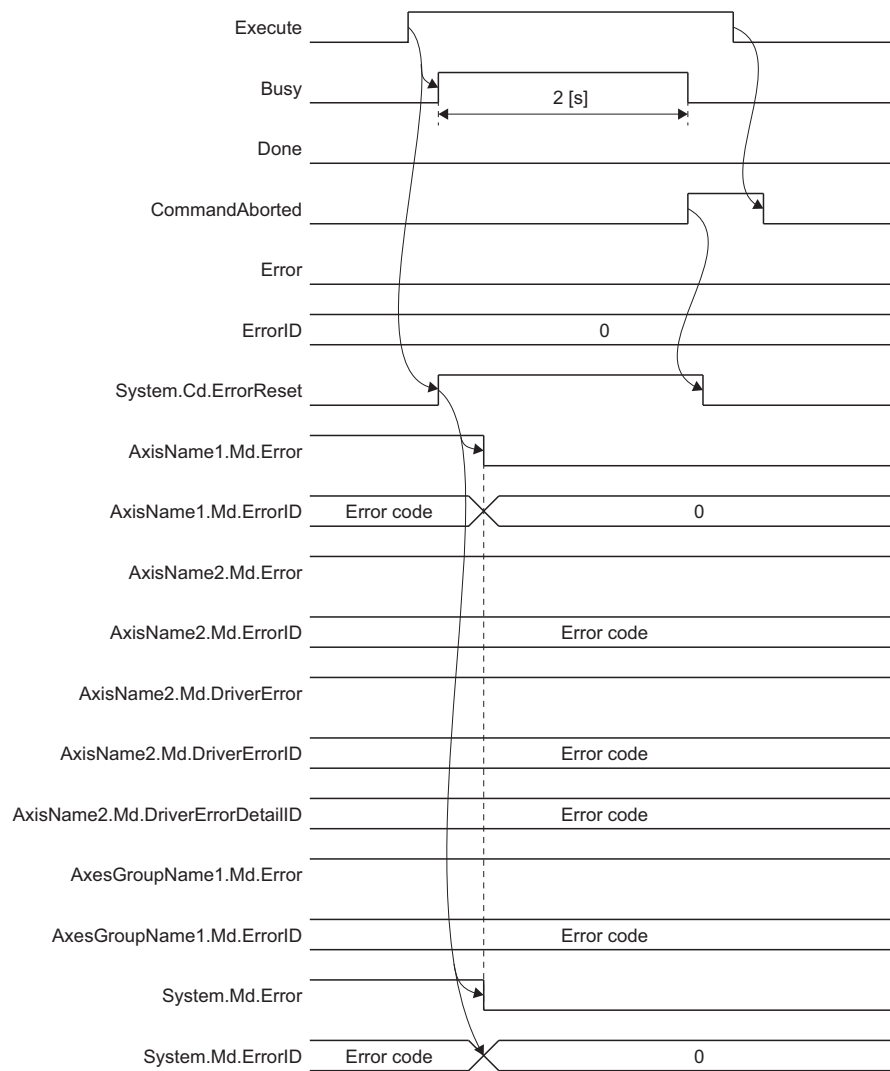 Execute
Busy
2 [s]
Done
CommandAborted
Error
ErrorID
0
System.Cd.ErrorReset
AxisName1.Md.Error
AxisName1.Md.ErrorID
Error code
0
AxisName2.Md.Error
AxisName2.Md.ErrorID
Error code
AxisName2.Md.DriverError
AxisName2.Md.DriverErrorID
Error code
AxisName2.Md.DriverErrorDetailID
Error code
AxesGroupName1.Md.Error
AxesGroupName1.Md.ErrorID
Error code
System.Md.Error
System.Md.ErrorID
Error code
0